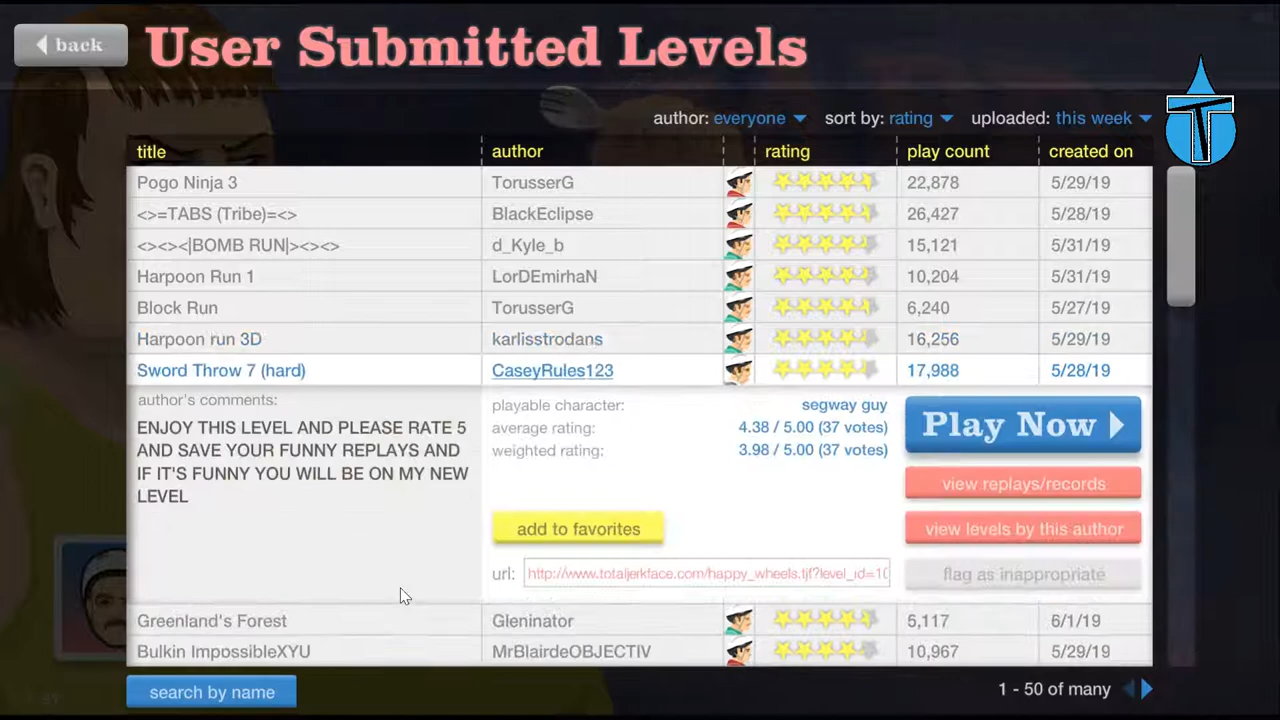 back
User Submitted Levels
author: everyone sort by: rating uploaded: this week
title author rating play count created on
Pogo Ninja 3 TorusserG 22,878 5/29/19
<>=TABS (Tribe)=<> BlackEclipse 26,427 5/28/19
<><><|BOMB RUN|><><> d_Kyle_b 15,121 5/31/19
Harpoon Run 1 LorDEmirhaN 10,204 5/31/19
Block Run TorusserG 6,240 5/27/19
Harpoon run 3D karlisstrodans 16,256 5/29/19
Sword Throw 7 (hard) CaseyRules123 17,988 5/28/19
author's comments:
ENJOY THIS LEVEL AND PLEASE RATE 5
AND SAVE YOUR FUNNY REPLAYS AND
IF IT'S FUNNY YOU WILL BE ON MY NEW
LEVEL
playable character: segway guy
average rating: 4.38 / 5.00 (37 votes)
weighted rating: 3.98 / 5.00 (37 votes)
add to favorites
url: http://www.totaljerkface.com/happy_wheels.tjf?level_id=10
Play Now
view replays/records
view levels by this author
flag as inappropriate
Greenland's Forest Gleninator 5,117 6/1/19
Bulkin ImpossibleXYU MrBlairdeOBJECTIV 10,967 5/29/19
search by name
1 - 50 of many